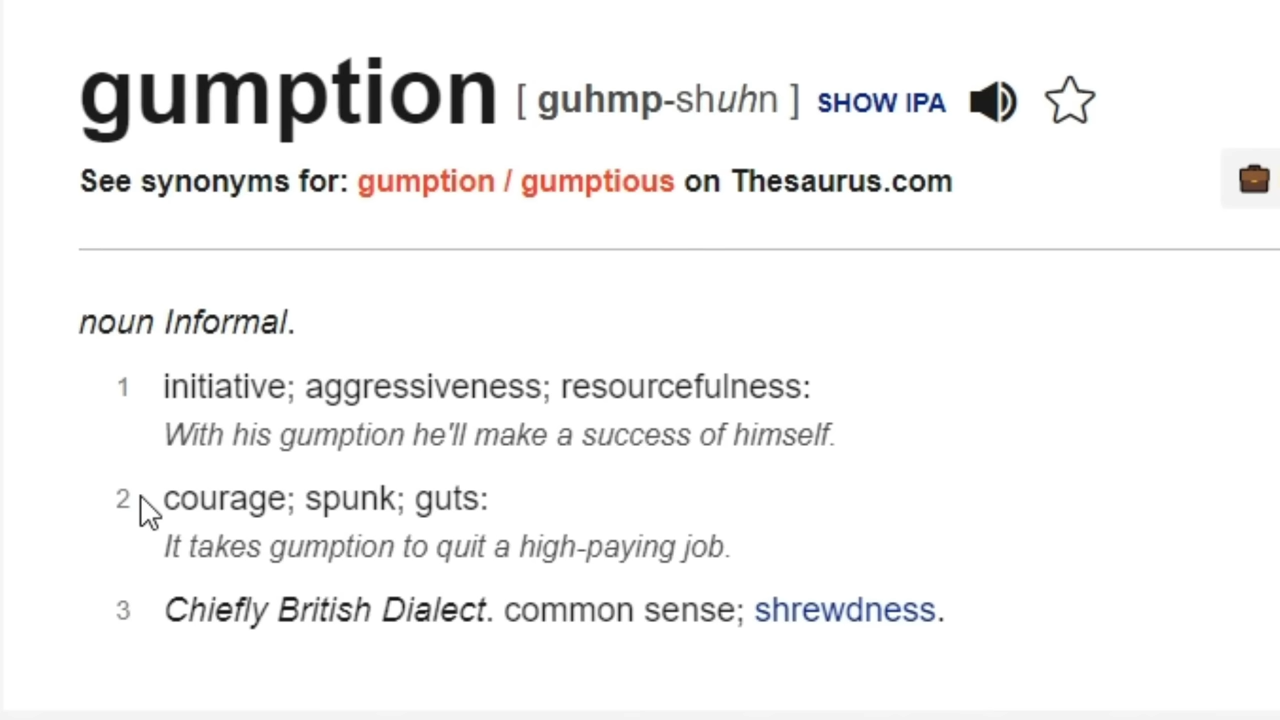 gumption [ guhmp-shuhn ] SHOW IPA
See synonyms for: gumption / gumptious on Thesaurus.com
noun Informal.
1 initiative; aggressiveness; resourcefulness:
With his gumption he'll make a success of himself.
2 courage; spunk; guts:
It takes gumption to quit a high-paying job.
3 Chiefly British Dialect. common sense; shrewdness.